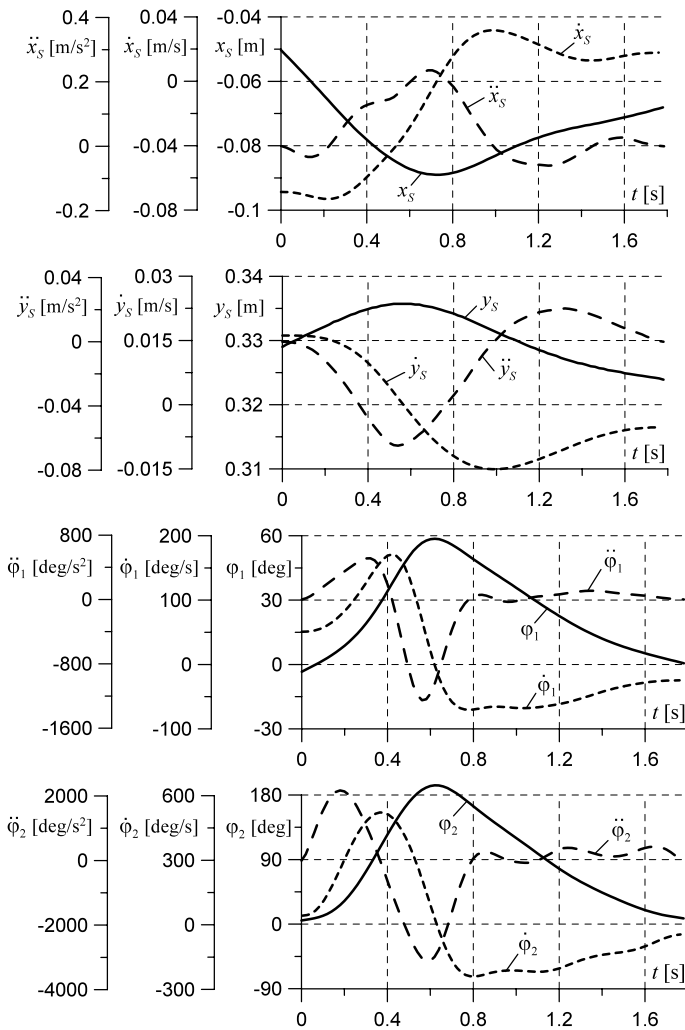 ẍS [m/s²] ẋS [m/s] xS [m]
0.4 0.04 -0.04
0.2 0 -0.06
0 -0.04 -0.08
-0.2 -0.08 -0.1
ẋS
ẍS
xS
t [s]
0 0.4 0.8 1.2 1.6
ÿS [m/s²] ẏS [m/s] yS [m]
0.04 0.03 0.34
0 0.015 0.33
-0.04 0 0.32
-0.08 -0.015 0.31
yS
ẏS
ÿS
t [s]
0 0.4 0.8 1.2 1.6
φ̈1 [deg/s²] φ̇1 [deg/s] φ1 [deg]
800 200 60
0 100 30
-800 0 0
-1600 -100 -30
φ̈1
φ1
φ̇1
t [s]
0 0.4 0.8 1.2 1.6
φ̈2 [deg/s²] φ̇2 [deg/s] φ2 [deg]
2000 600 180
0 300 90
-2000 0 0
-4000 -300 -90
φ2
φ̈2
φ̇2
t [s]
0 0.4 0.8 1.2 1.6